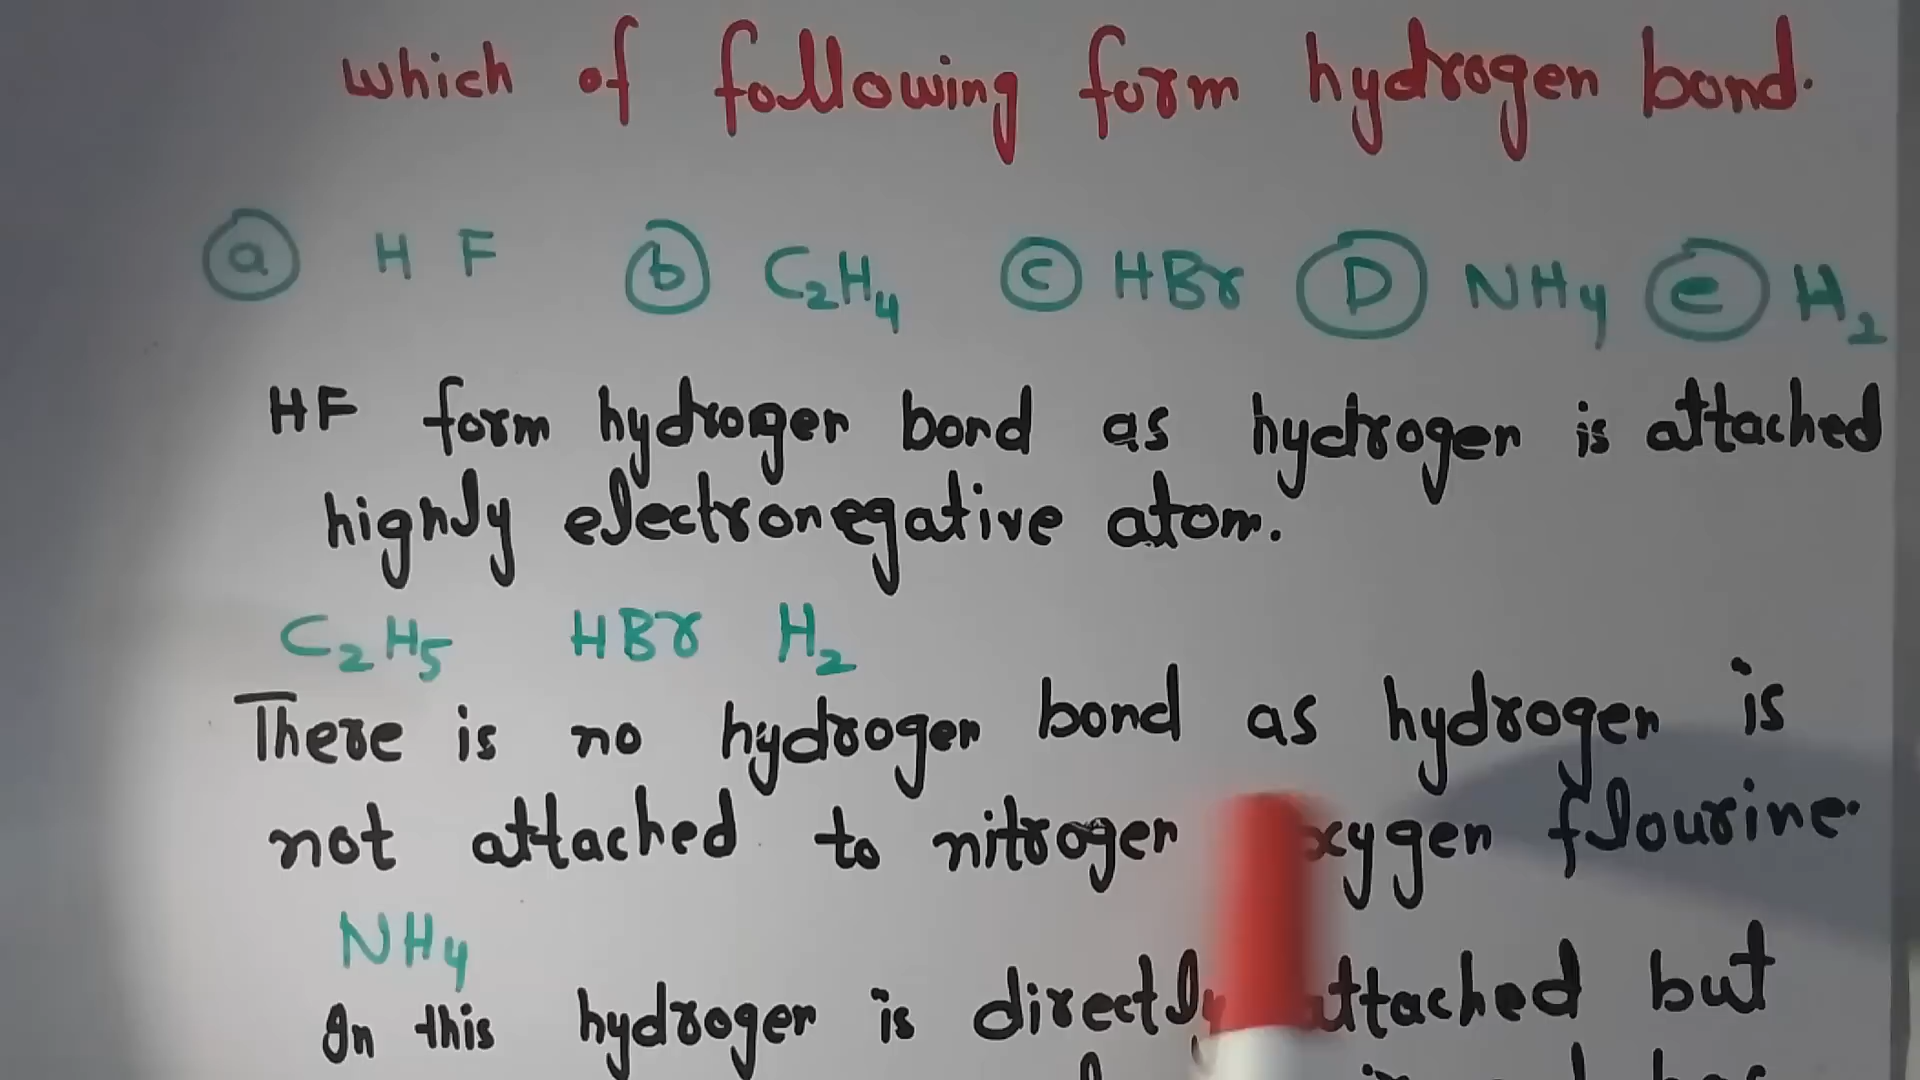 which of following form hydrogen bond.
a H F b C2H4 c HBr D NH4 e H2
HF form hydrogen bond as hydrogen is attached
highly electronegative atom.
C2H5 HBr H2
There is no hydrogen bond as hydrogen is
not attached to nitrogen xygen flourine.
NH4
In this hydrogen is directly attached but